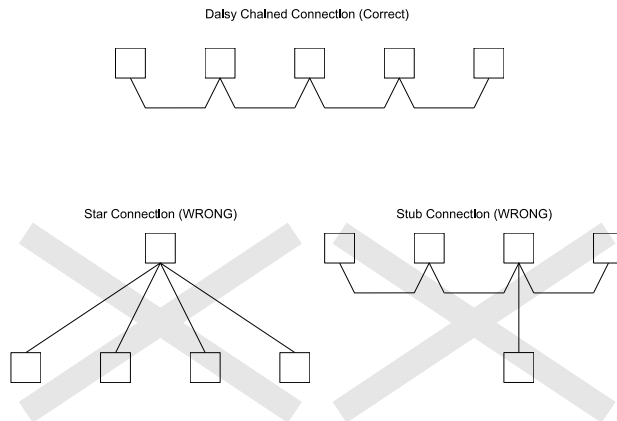 Daisy Chained Connection (Correct)
Star Connection (WRONG)
Stub Connection (WRONG)